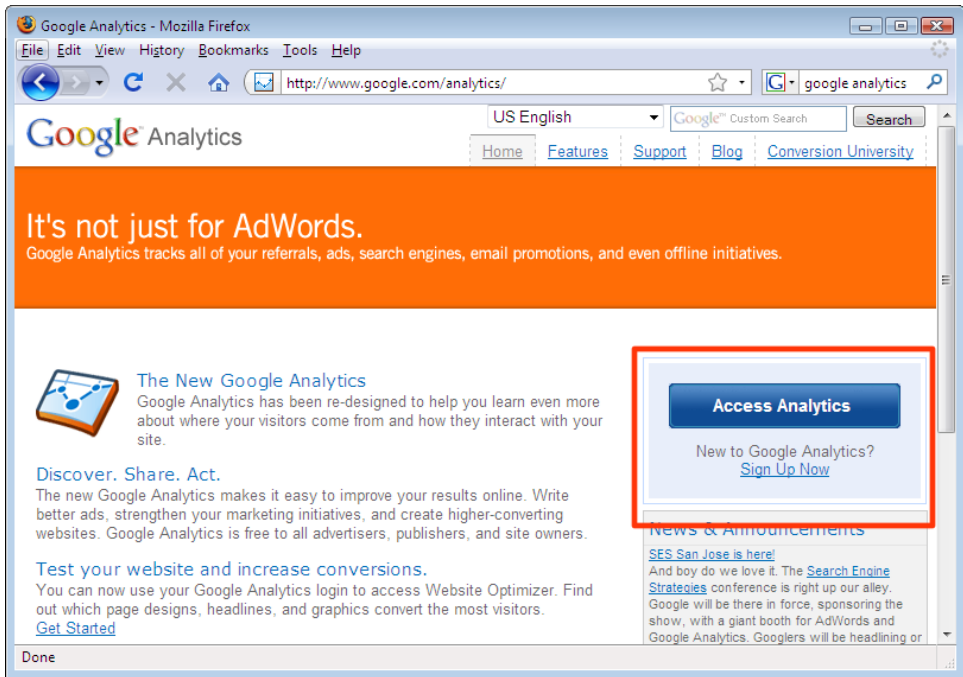 Google Analytics - Mozilla Firefox
File Edit View History Bookmarks Tools Help
http://www.google.com/analytics/
G google analytics
US English
Google™ Custom Search
Search
Google™ Analytics
Home Features Support Blog Conversion University
It's not just for AdWords.
Google Analytics tracks all of your referrals, ads, search engines, email promotions, and even offline initiatives.
The New Google Analytics
Google Analytics has been re-designed to help you learn even more
about where your visitors come from and how they interact with your
site.
Discover. Share. Act.
The new Google Analytics makes it easy to improve your results online. Write
better ads, strengthen your marketing initiatives, and create higher-converting
websites. Google Analytics is free to all advertisers, publishers, and site owners.
Test your website and increase conversions.
You can now use your Google Analytics login to access Website Optimizer. Find
out which page designs, headlines, and graphics convert the most visitors.
Get Started
Access Analytics
New to Google Analytics?
Sign Up Now
News & Announcements
SES San Jose is here!
And boy do we love it. The Search Engine
Strategies conference is right up our alley.
Google will be there in force, sponsoring the
show, with a giant booth for AdWords and
Google Analytics. Googlers will be headlining or
Done